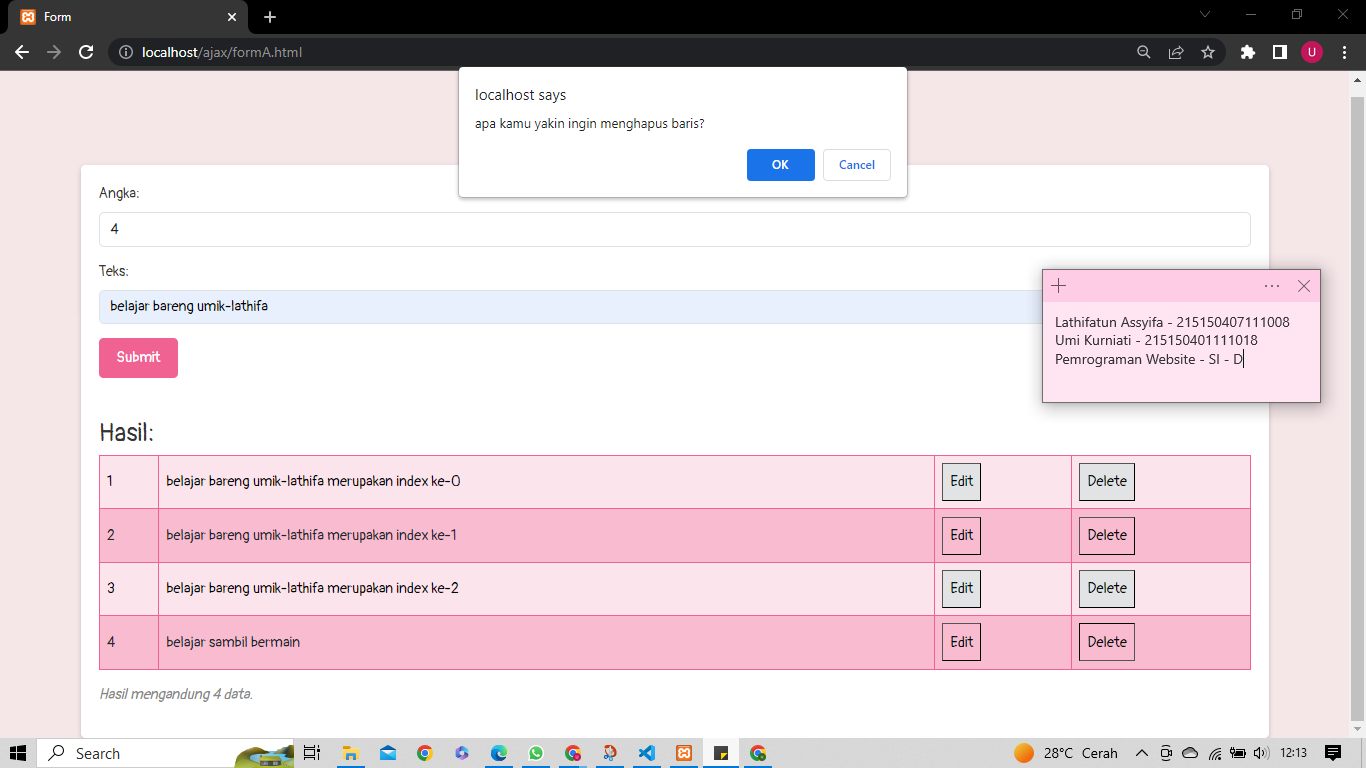 Form
localhost/ajax/formA.html
U
localhost says
apa kamu yakin ingin menghapus baris?
OK
Cancel
Angka:
4
Teks:
belajar bareng umik-lathifa
Submit
Lathifatun Assyifa - 215150407111008
Umi Kurniati - 215150401111018
Pemrograman Website - SI - D
Hasil:
1 belajar bareng umik-lathifa merupakan index ke-0 Edit Delete
2 belajar bareng umik-lathifa merupakan index ke-1 Edit Delete
3 belajar bareng umik-lathifa merupakan index ke-2 Edit Delete
4 belajar sambil bermain Edit Delete
Hasil mengandung 4 data.
Search
28°C Cerah
12:13